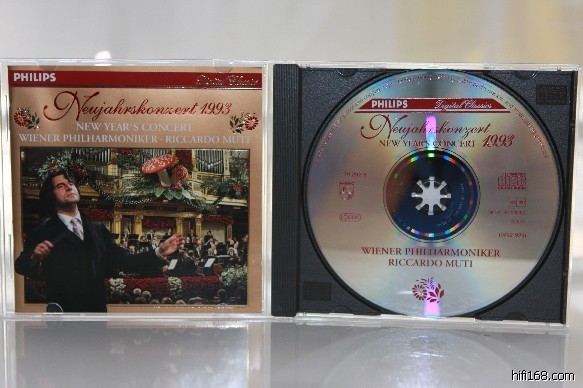 PHILIPS
Digital Classics
Neujahrskonzert 1993
NEW YEAR'S CONCERT
WIENER PHILHARMONIKER · RICCARDO MUTI
PHILIPS
Digital Classics
Neujahrskonzert
NEW YEAR'S CONCERT 1993
WIENER PHILHARMONIKER
RICCARDO MUTI
hifi168.com